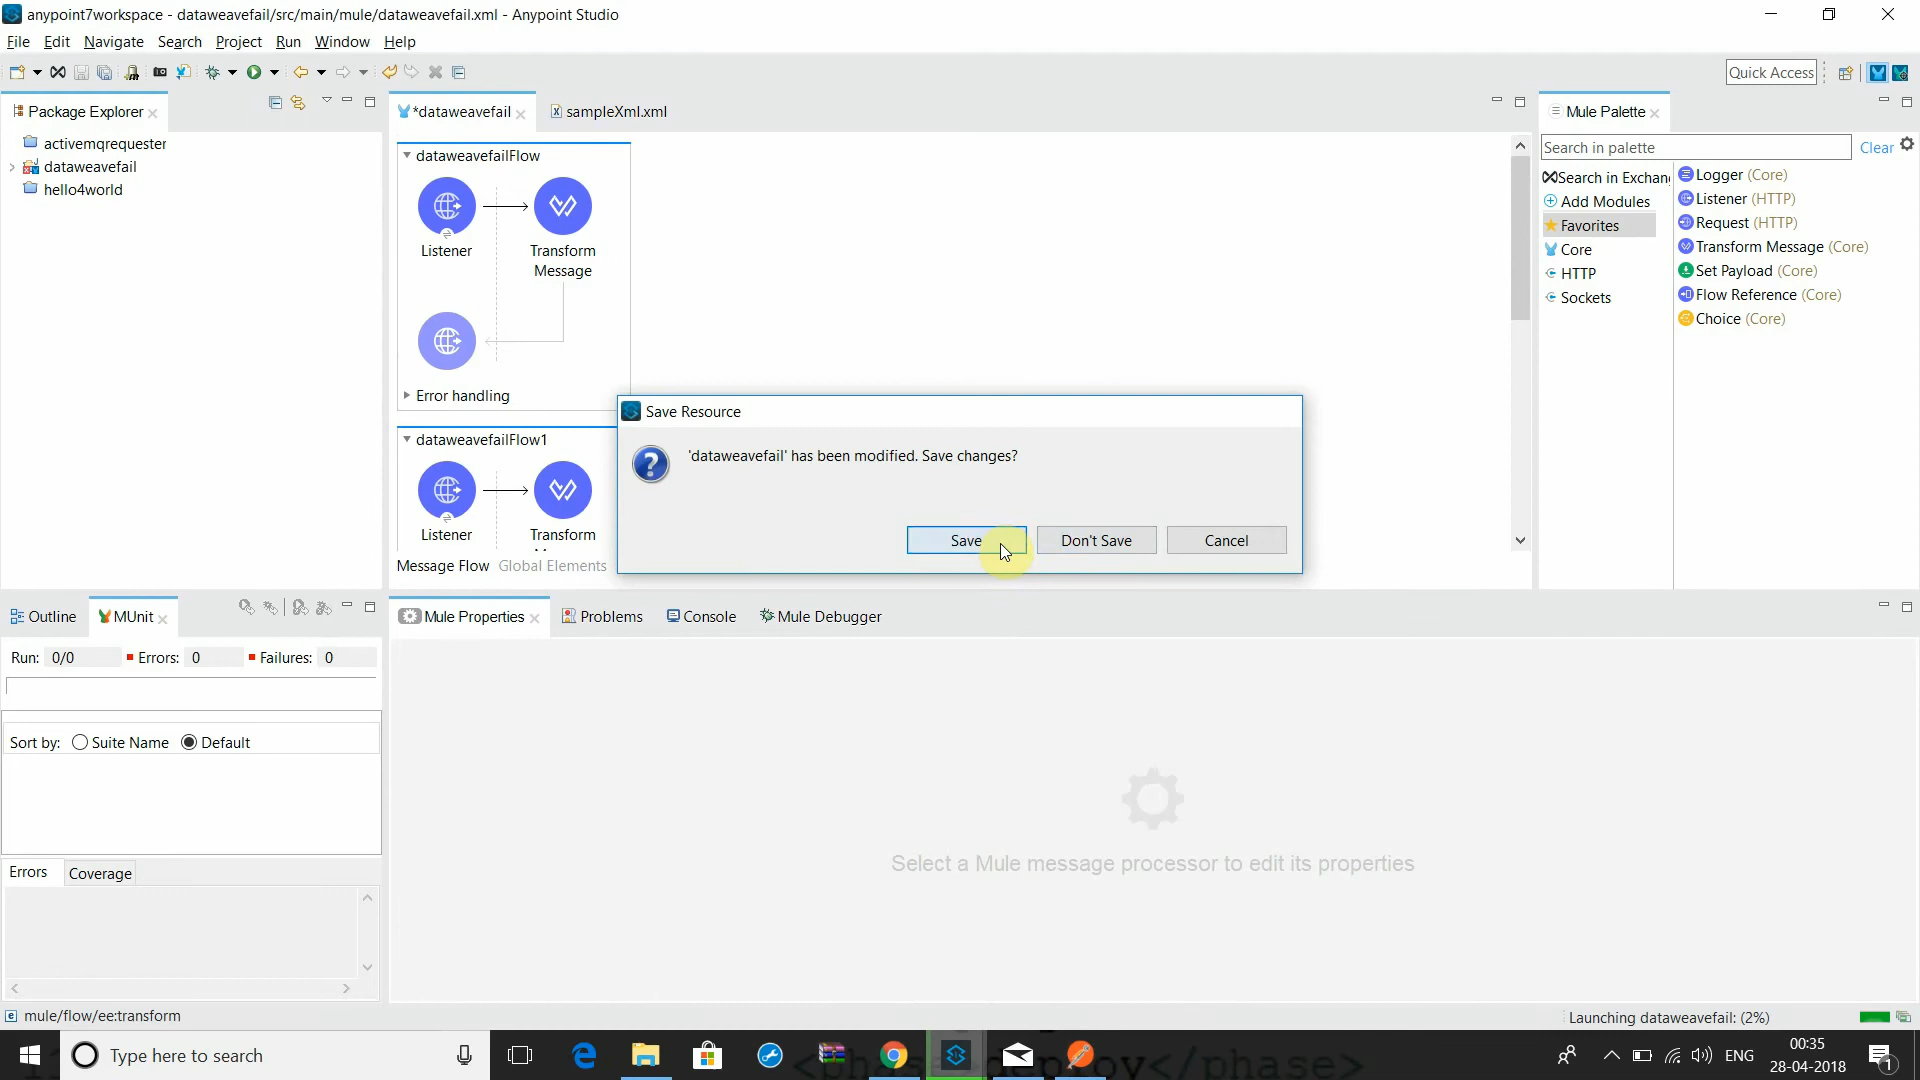 anypoint7workspace - dataweavefail/src/main/mule/dataweavefail.xml - Anypoint Studio
File Edit Navigate Search Project Run Window Help
Quick Access
Package Explorer
*dataweavefail
sampleXml.xml
Mule Palette
activemqrequester
dataweavefail
hello4world
dataweavefailFlow
Listener
Transform
Message
Error handling
dataweavefailFlow1
Listener
Transform
Message Flow
Global Elements
Save Resource
'dataweavefail' has been modified. Save changes?
Save
Don't Save
Cancel
Search in palette
Clear
Search in Exchan
Add Modules
Favorites
Core
HTTP
Sockets
Logger (Core)
Listener (HTTP)
Request (HTTP)
Transform Message (Core)
Set Payload (Core)
Flow Reference (Core)
Choice (Core)
Outline
MUnit
Run: 0/0
Errors: 0
Failures: 0
Sort by:
Suite Name
Default
Errors
Coverage
Mule Properties
Problems
Console
Mule Debugger
Select a Mule message processor to edit its properties
mule/flow/ee:transform
Launching dataweavefail: (2%)
Type here to search
deploy</phase>
ENG
00:35
28-04-2018
1